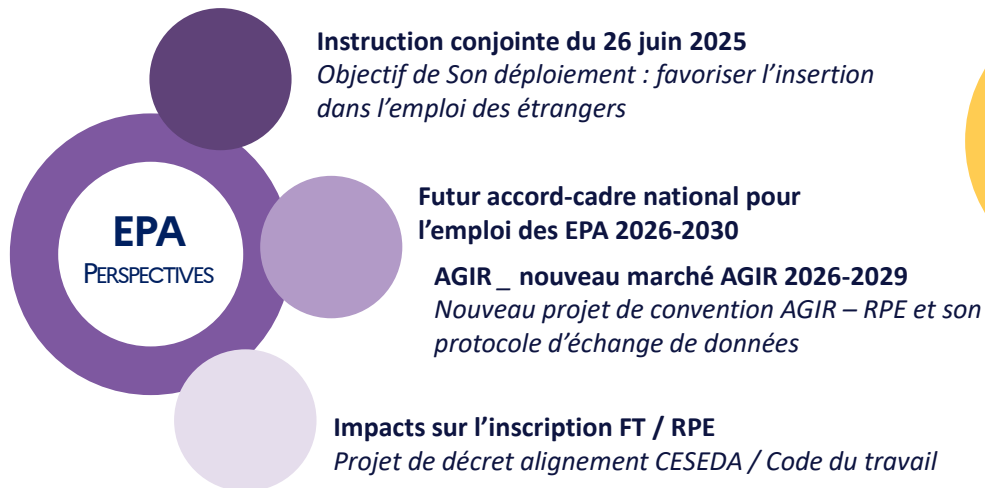 Instruction conjointe du 26 juin 2025
Objectif de Son déploiement : favoriser l’insertion
dans l’emploi des étrangers
EPA
PERSPECTIVES
Futur accord-cadre national pour
l’emploi des EPA 2026-2030
AGIR _ nouveau marché AGIR 2026-2029
Nouveau projet de convention AGIR – RPE et son
protocole d’échange de données
Impacts sur l’inscription FT / RPE
Projet de décret alignement CESEDA / Code du travail